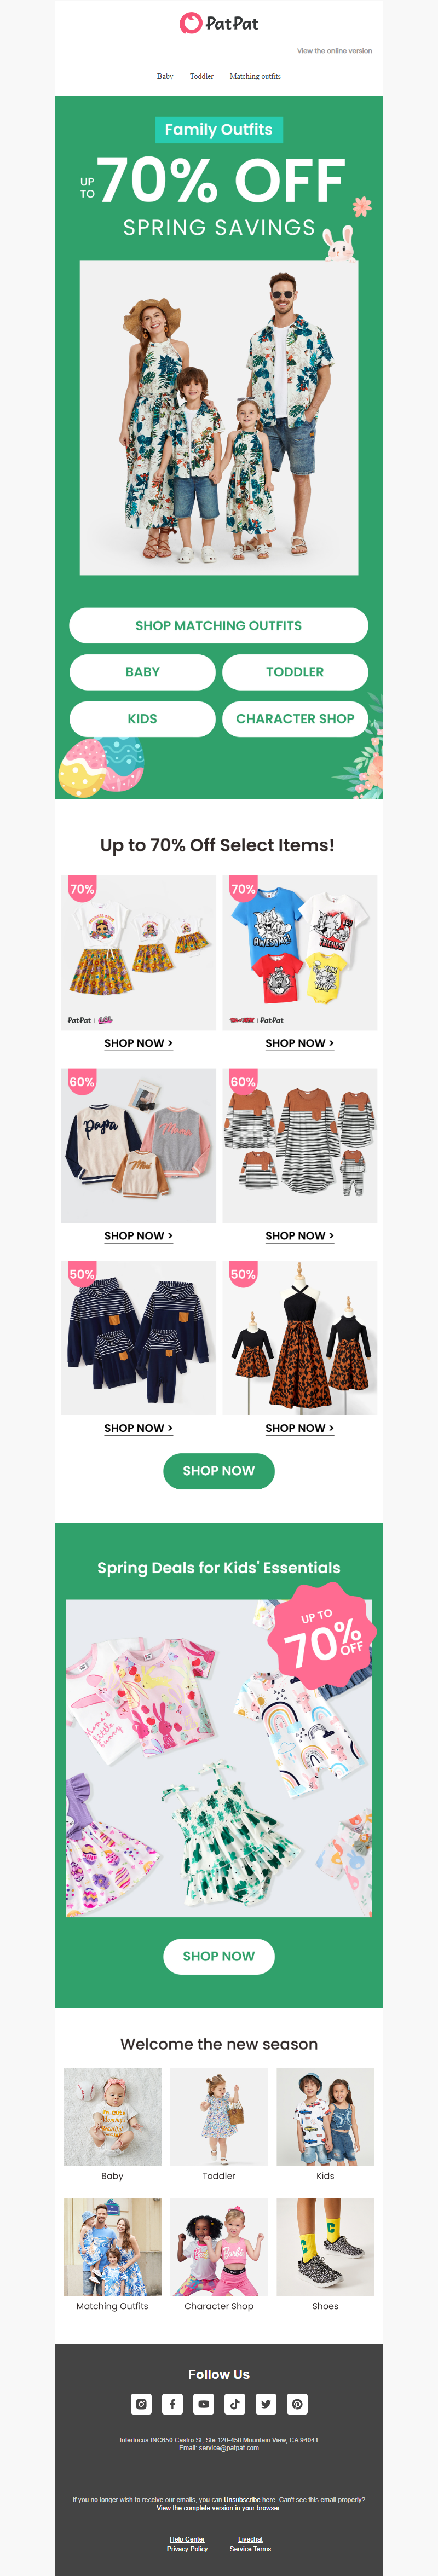 PatPat
View the online version
Baby Toddler Matching outfits
Family Outfits
UP TO 70% OFF
SPRING SAVINGS
SHOP MATCHING OUTFITS
BABY TODDLER
KIDS CHARACTER SHOP
Up to 70% Off Select Items!
70% 70%
AWESOME!
PatPat | PatPat
SHOP NOW > SHOP NOW >
60% 60%
Papa Mama
Mini
SHOP NOW > SHOP NOW >
50% 50%
SHOP NOW > SHOP NOW >
SHOP NOW
Spring Deals for Kids' Essentials
UP TO
70%
OFF
Mama's
little
bunny
SHOP NOW
Welcome the new season
Baby Toddler Kids
Barbie
Matching Outfits Character Shop Shoes
Follow Us
Interfocus INC650 Castro St, Ste 120-458 Mountain View, CA 94041
Email: service@patpat.com
If you no longer wish to receive our emails, you can Unsubscribe here. Can't see this email properly?
View the complete version in your browser.
Help Center Livechat
Privacy Policy Service Terms